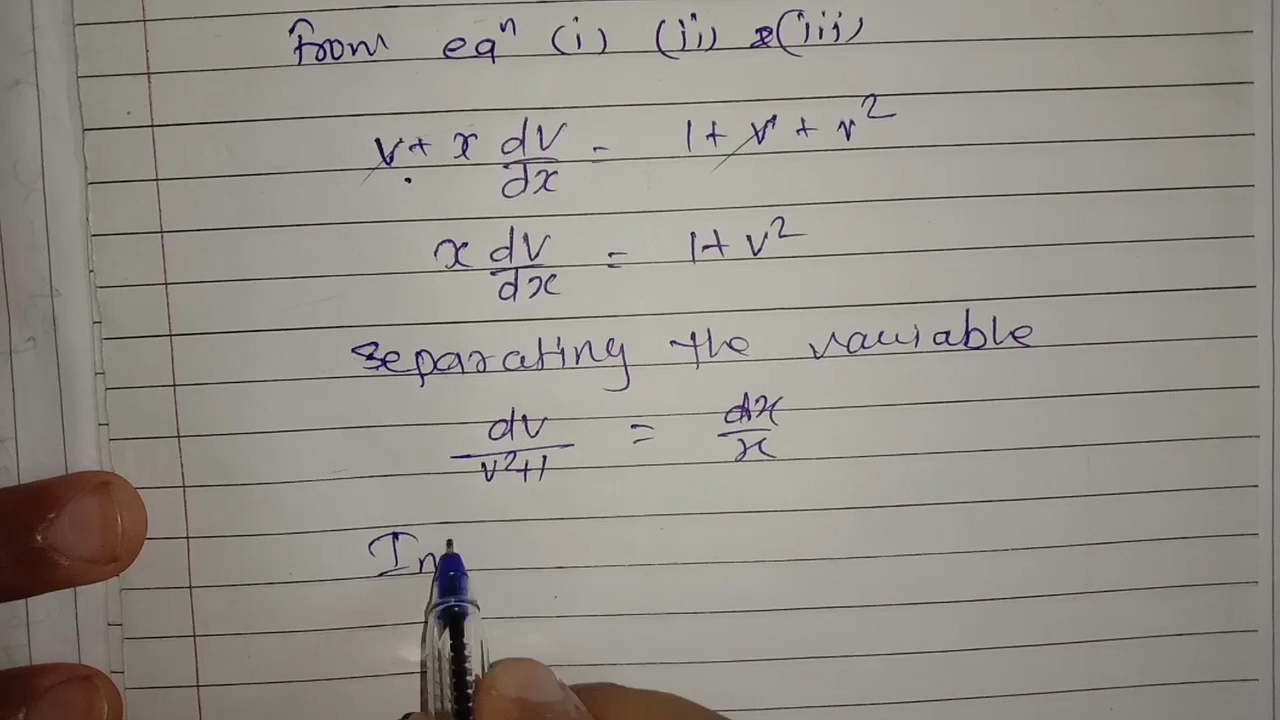 From eqⁿ (i) (ii) & (iii)
v + x dv/dx = 1 + v + v²
x dv/dx = 1 + v²
Separating the variable
dv/v²+1 = dx/x
In